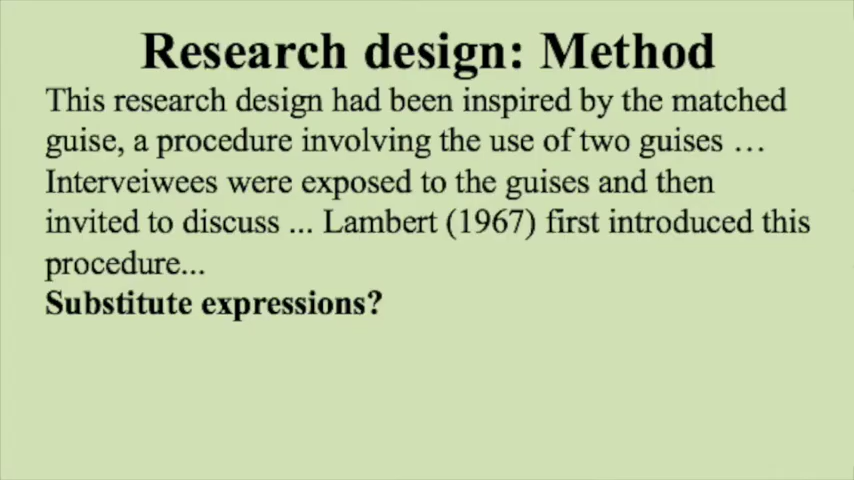 Research design: Method
This research design had been inspired by the matched
guise, a procedure involving the use of two guises …
Interveiwees were exposed to the guises and then
invited to discuss ... Lambert (1967) first introduced this
procedure...
Substitute expressions?